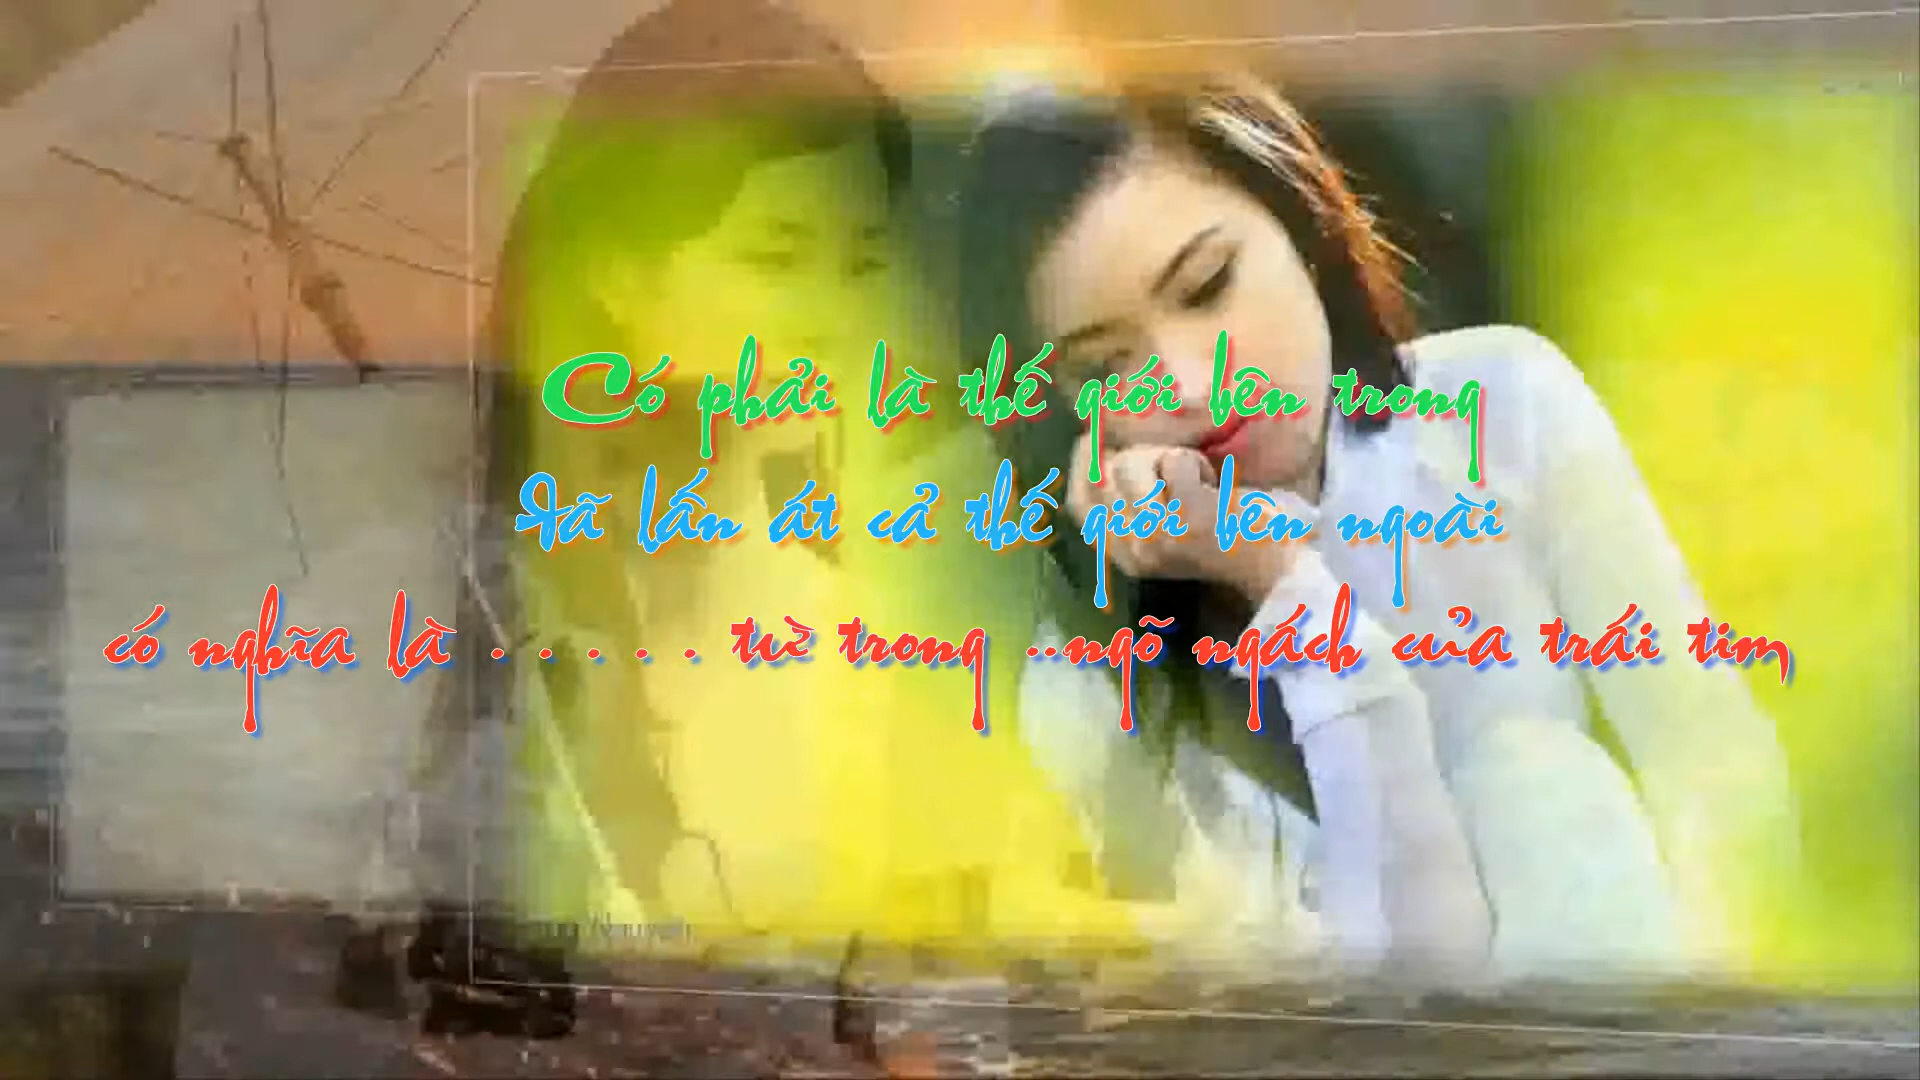 Có phải là thế giới bên trong
đã lấn át cả thế giới bên ngoài
có nghĩa là . . . . . từ trong ..ngõ ngách của trái tim